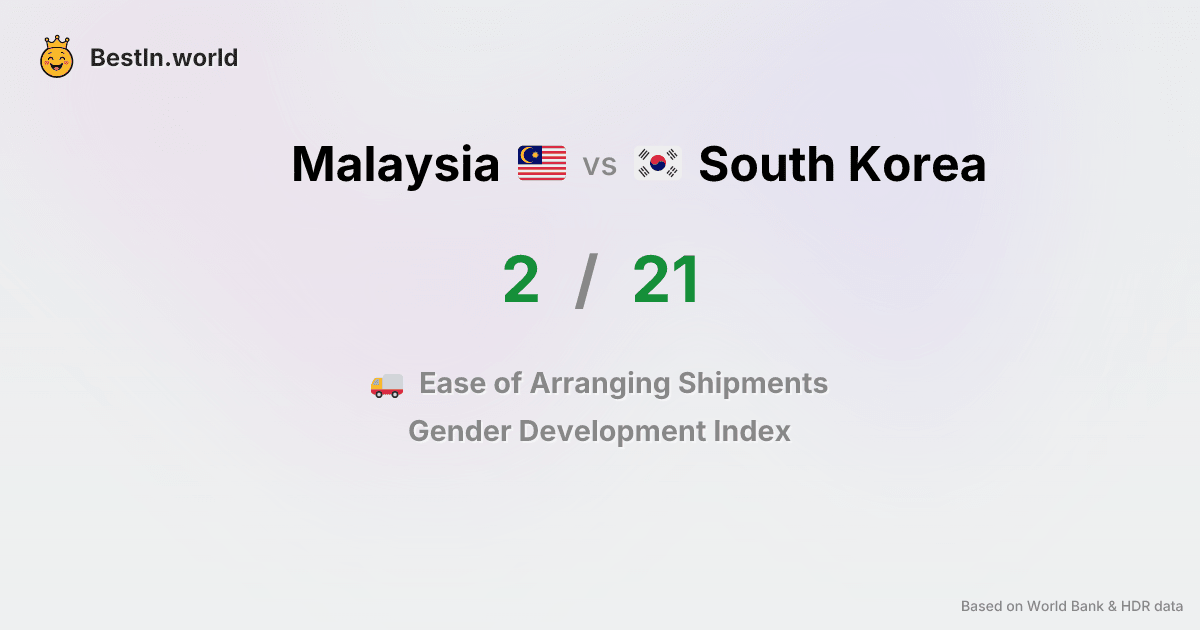 BestIn.world
Malaysia vs South Korea
2 / 21
Ease of Arranging Shipments
Gender Development Index
Based on World Bank & HDR data